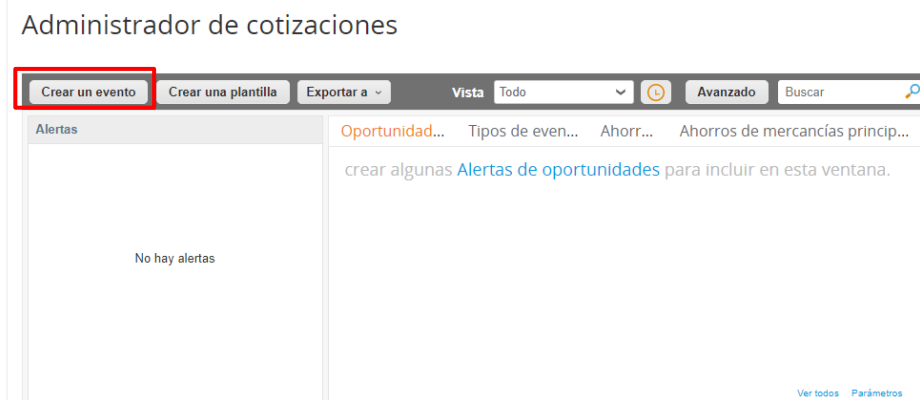 Administrador de cotizaciones
Crear un evento Crear una plantilla Exportar a Vista Todo Avanzado Buscar
Alertas
Oportunidad... Tipos de even... Ahorr... Ahorros de mercancías princip...
crear algunas Alertas de oportunidades para incluir en esta ventana.
No hay alertas
Ver todos Parámetros